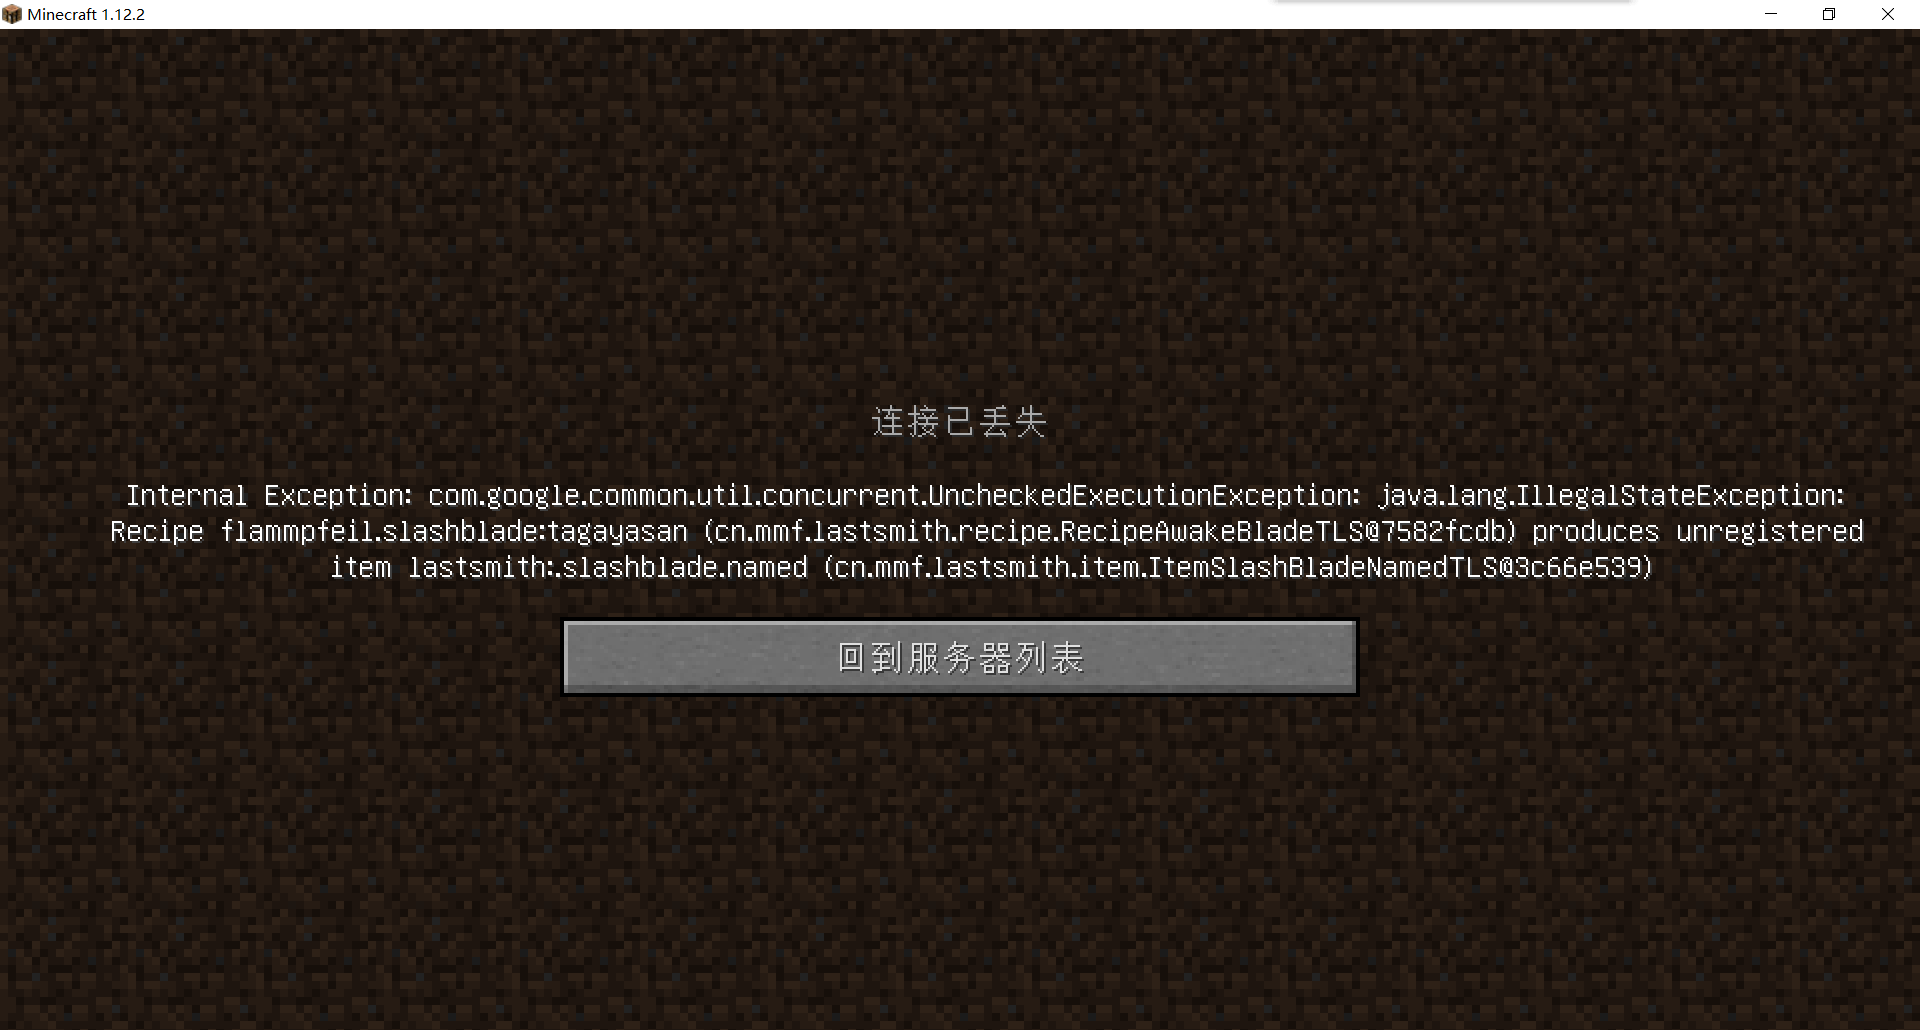 Minecraft 1.12.2
连接已丢失
Internal Exception: com.google.common.util.concurrent.UncheckedExecutionException: java.lang.IllegalStateException:
Recipe flammpfeil.slashblade:tagayasan (cn.mmf.lastsmith.recipe.RecipeAwakeBladeTLS@7582fcdb) produces unregistered
item lastsmith:.slashblade.named (cn.mmf.lastsmith.item.ItemSlashBladeNamedTLS@3c66e539)
回到服务器列表